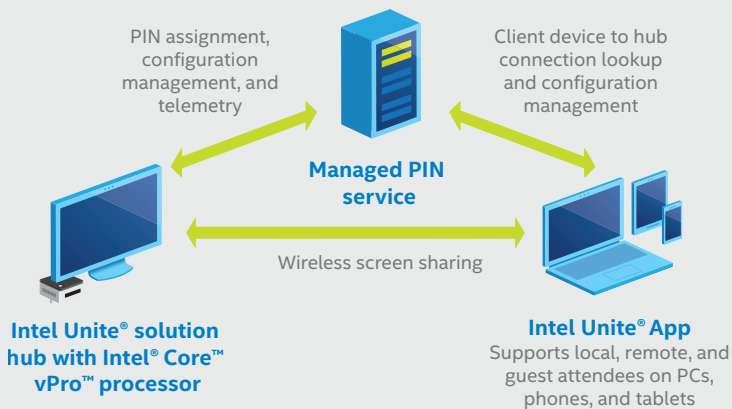 PIN assignment,
configuration
management, and
telemetry
Client device to hub
connection lookup
and configuration
management
Managed PIN
service
Wireless screen sharing
Intel Unite® solution
hub with Intel® Core™
vPro™ processor
Intel Unite® App
Supports local, remote, and
guest attendees on PCs,
phones, and tablets